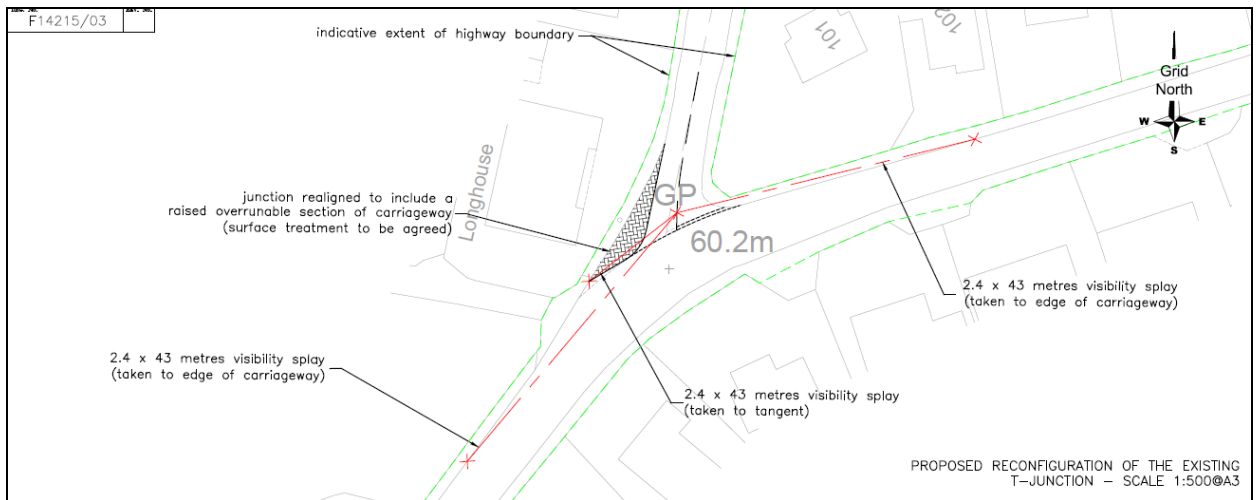 F14215/03
indicative extent of highway boundary
101
102
Grid
North
W
E
S
Longhouse
junction realigned to include a
raised overrunable section of carriageway
(surface treatment to be agreed)
GP
60.2m
2.4 x 43 metres visibility splay
(taken to edge of carriageway)
2.4 x 43 metres visibility splay
(taken to edge of carriageway)
2.4 x 43 metres visibility splay
(taken to tangent)
PROPOSED RECONFIGURATION OF THE EXISTING
T-JUNCTION - SCALE 1:500@A3